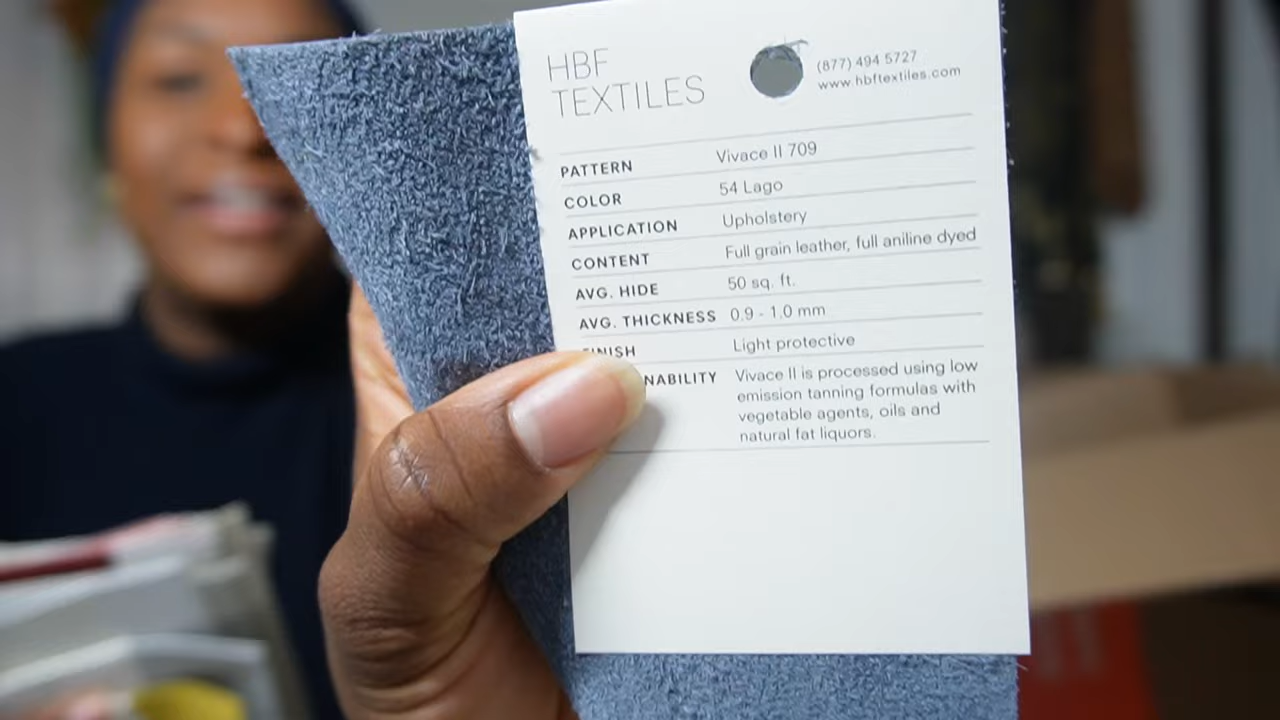 HBF
TEXTILES
(877) 494 5727
www.hbftextiles.com
PATTERN Vivace II 709
COLOR 54 Lago
APPLICATION Upholstery
CONTENT Full grain leather, full aniline dyed
AVG. HIDE 50 sq. ft.
AVG. THICKNESS 0.9 - 1.0 mm
FINISH Light protective
NABILITY Vivace II is processed using low
emission tanning formulas with
vegetable agents, oils and
natural fat liquors.